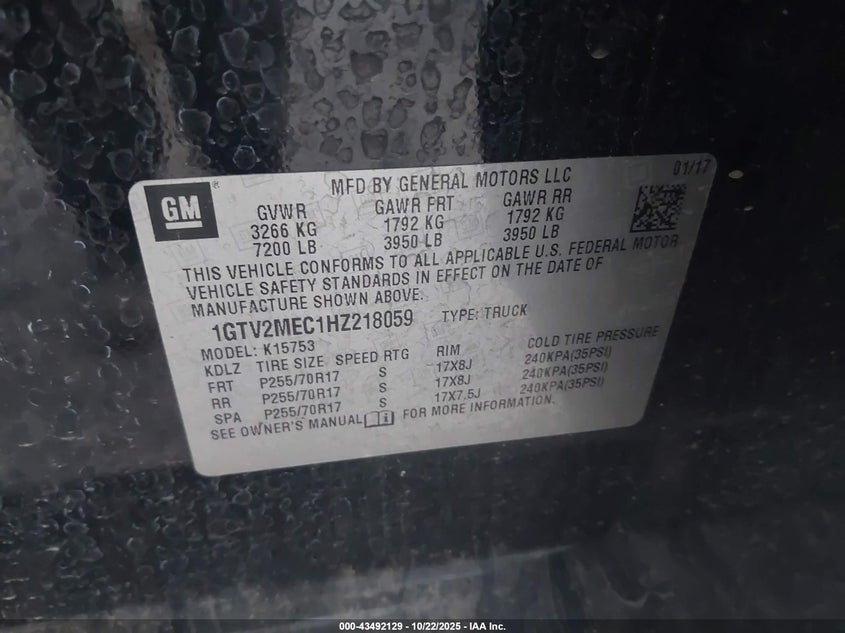 GM ®
MFD BY GENERAL MOTORS LLC 01/17
GVWR GAWR FRT GAWR RR
3266 KG 1792 KG 1792 KG
7200 LB 3950 LB 3950 LB
THIS VEHICLE CONFORMS TO ALL APPLICABLE U.S. FEDERAL MOTOR
VEHICLE SAFETY STANDARDS IN EFFECT ON THE DATE OF
MANUFACTURE SHOWN ABOVE.
1GTV2MEC1HZ218059 TYPE: TRUCK
MODEL: K15753
KDLZ TIRE SIZE SPEED RTG RIM COLD TIRE PRESSURE
FRT P255/70R17 S 17X8J 240KPA(35PSI)
RR P255/70R17 S 17X8J 240KPA(35PSI)
SPA P255/70R17 S 17X7.5J 240KPA(35PSI)
SEE OWNER'S MANUAL FOR MORE INFORMATION.
000-43492129 - 10/22/2025 - IAA Inc.